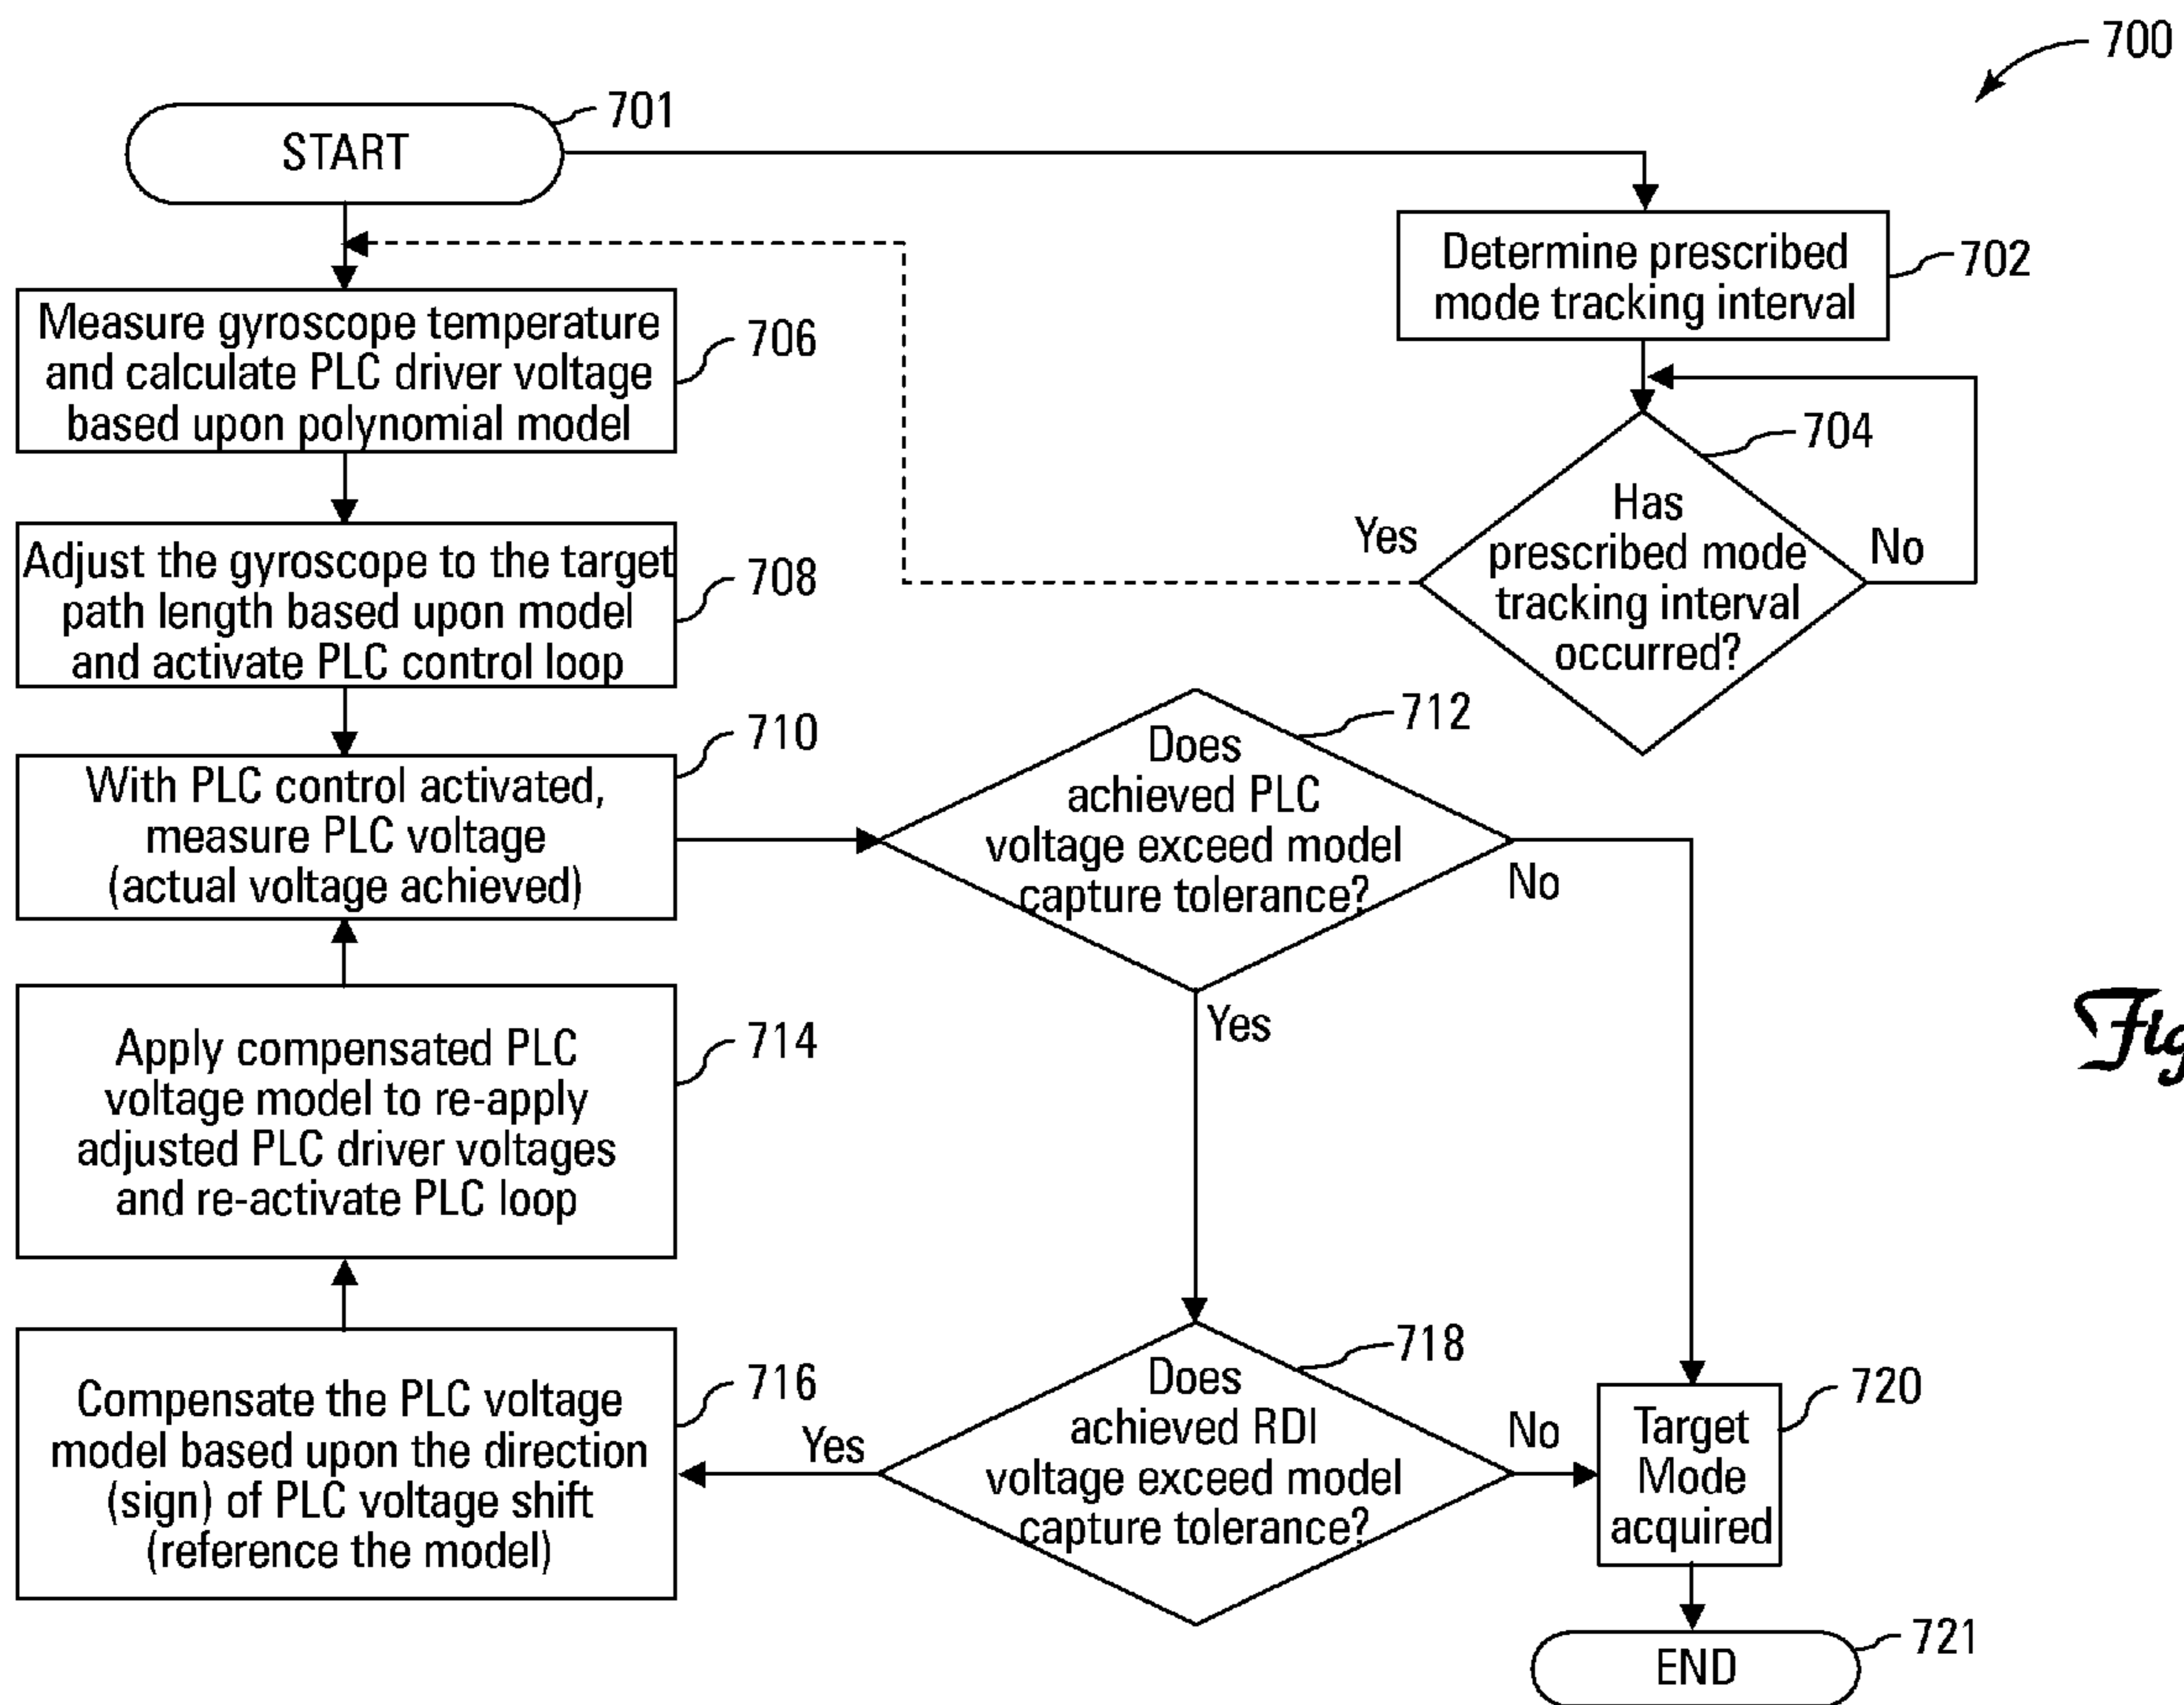 700
START
701
Determine prescribed
mode tracking interval
702
Measure gyroscope temperature
and calculate PLC driver voltage
based upon polynomial model
706
704
Has
prescribed mode
tracking interval
occurred?
Yes
No
Adjust the gyroscope to the target
path length based upon model
and activate PLC control loop
708
With PLC control activated,
measure PLC voltage
(actual voltage achieved)
710
712
Does
achieved PLC
voltage exceed model
capture tolerance?
No
Yes
Apply compensated PLC
voltage model to re-apply
adjusted PLC driver voltages
and re-activate PLC loop
714
Compensate the PLC voltage
model based upon the direction
(sign) of PLC voltage shift
(reference the model)
716
718
Does
achieved RDI
voltage exceed model
capture tolerance?
Yes
No
Target
Mode
acquired
720
END
721